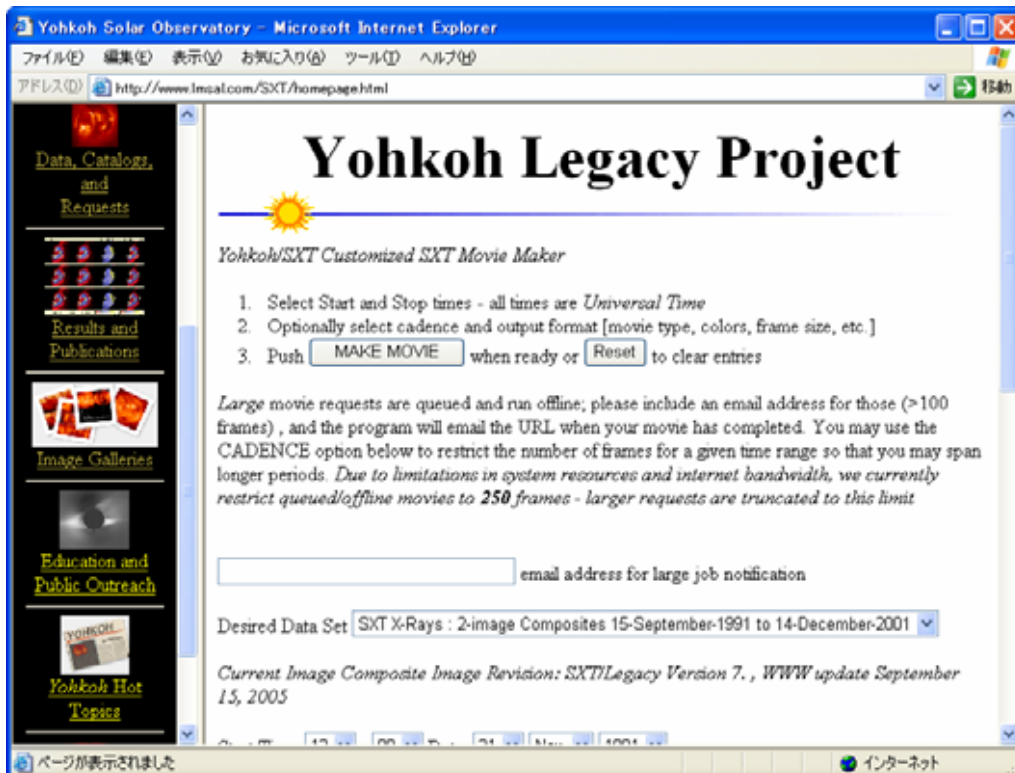 Yohkoh Solar Observatory - Microsoft Internet Explorer
ファイル(F) 編集(E) 表示(V) お気に入り(A) ツール(T) ヘルプ(H)
アドレス(D) http://www.lmsal.com/SXT/homepage.html 移動
Data, Catalogs,
and
Requests
Results and
Publications
Image Galleries
Education and
Public Outreach
YOHKOH
Yohkoh Hot
Topics
Yohkoh Legacy Project
Yohkoh/SXT Customized SXT Movie Maker
1. Select Start and Stop times - all times are Universal Time
2. Optionally select cadence and output format [movie type, colors, frame size, etc.]
3. Push MAKE MOVIE when ready or Reset to clear entries
Large movie requests are queued and run offline; please include an email address for those (>100
frames) , and the program will email the URL when your movie has completed. You may use the
CADENCE option below to restrict the number of frames for a given time range so that you may span
longer periods. Due to limitations in system resources and internet bandwidth, we currently
restrict queued/offline movies to 250 frames - larger requests are truncated to this limit
email address for large job notification
Desired Data Set SXT X-Rays : 2-image Composites 15-September-1991 to 14-December-2001
Current Image Composite Image Revision: SXT/Legacy Version 7. , WWW update September
15, 2005
ページが表示されました インターネット